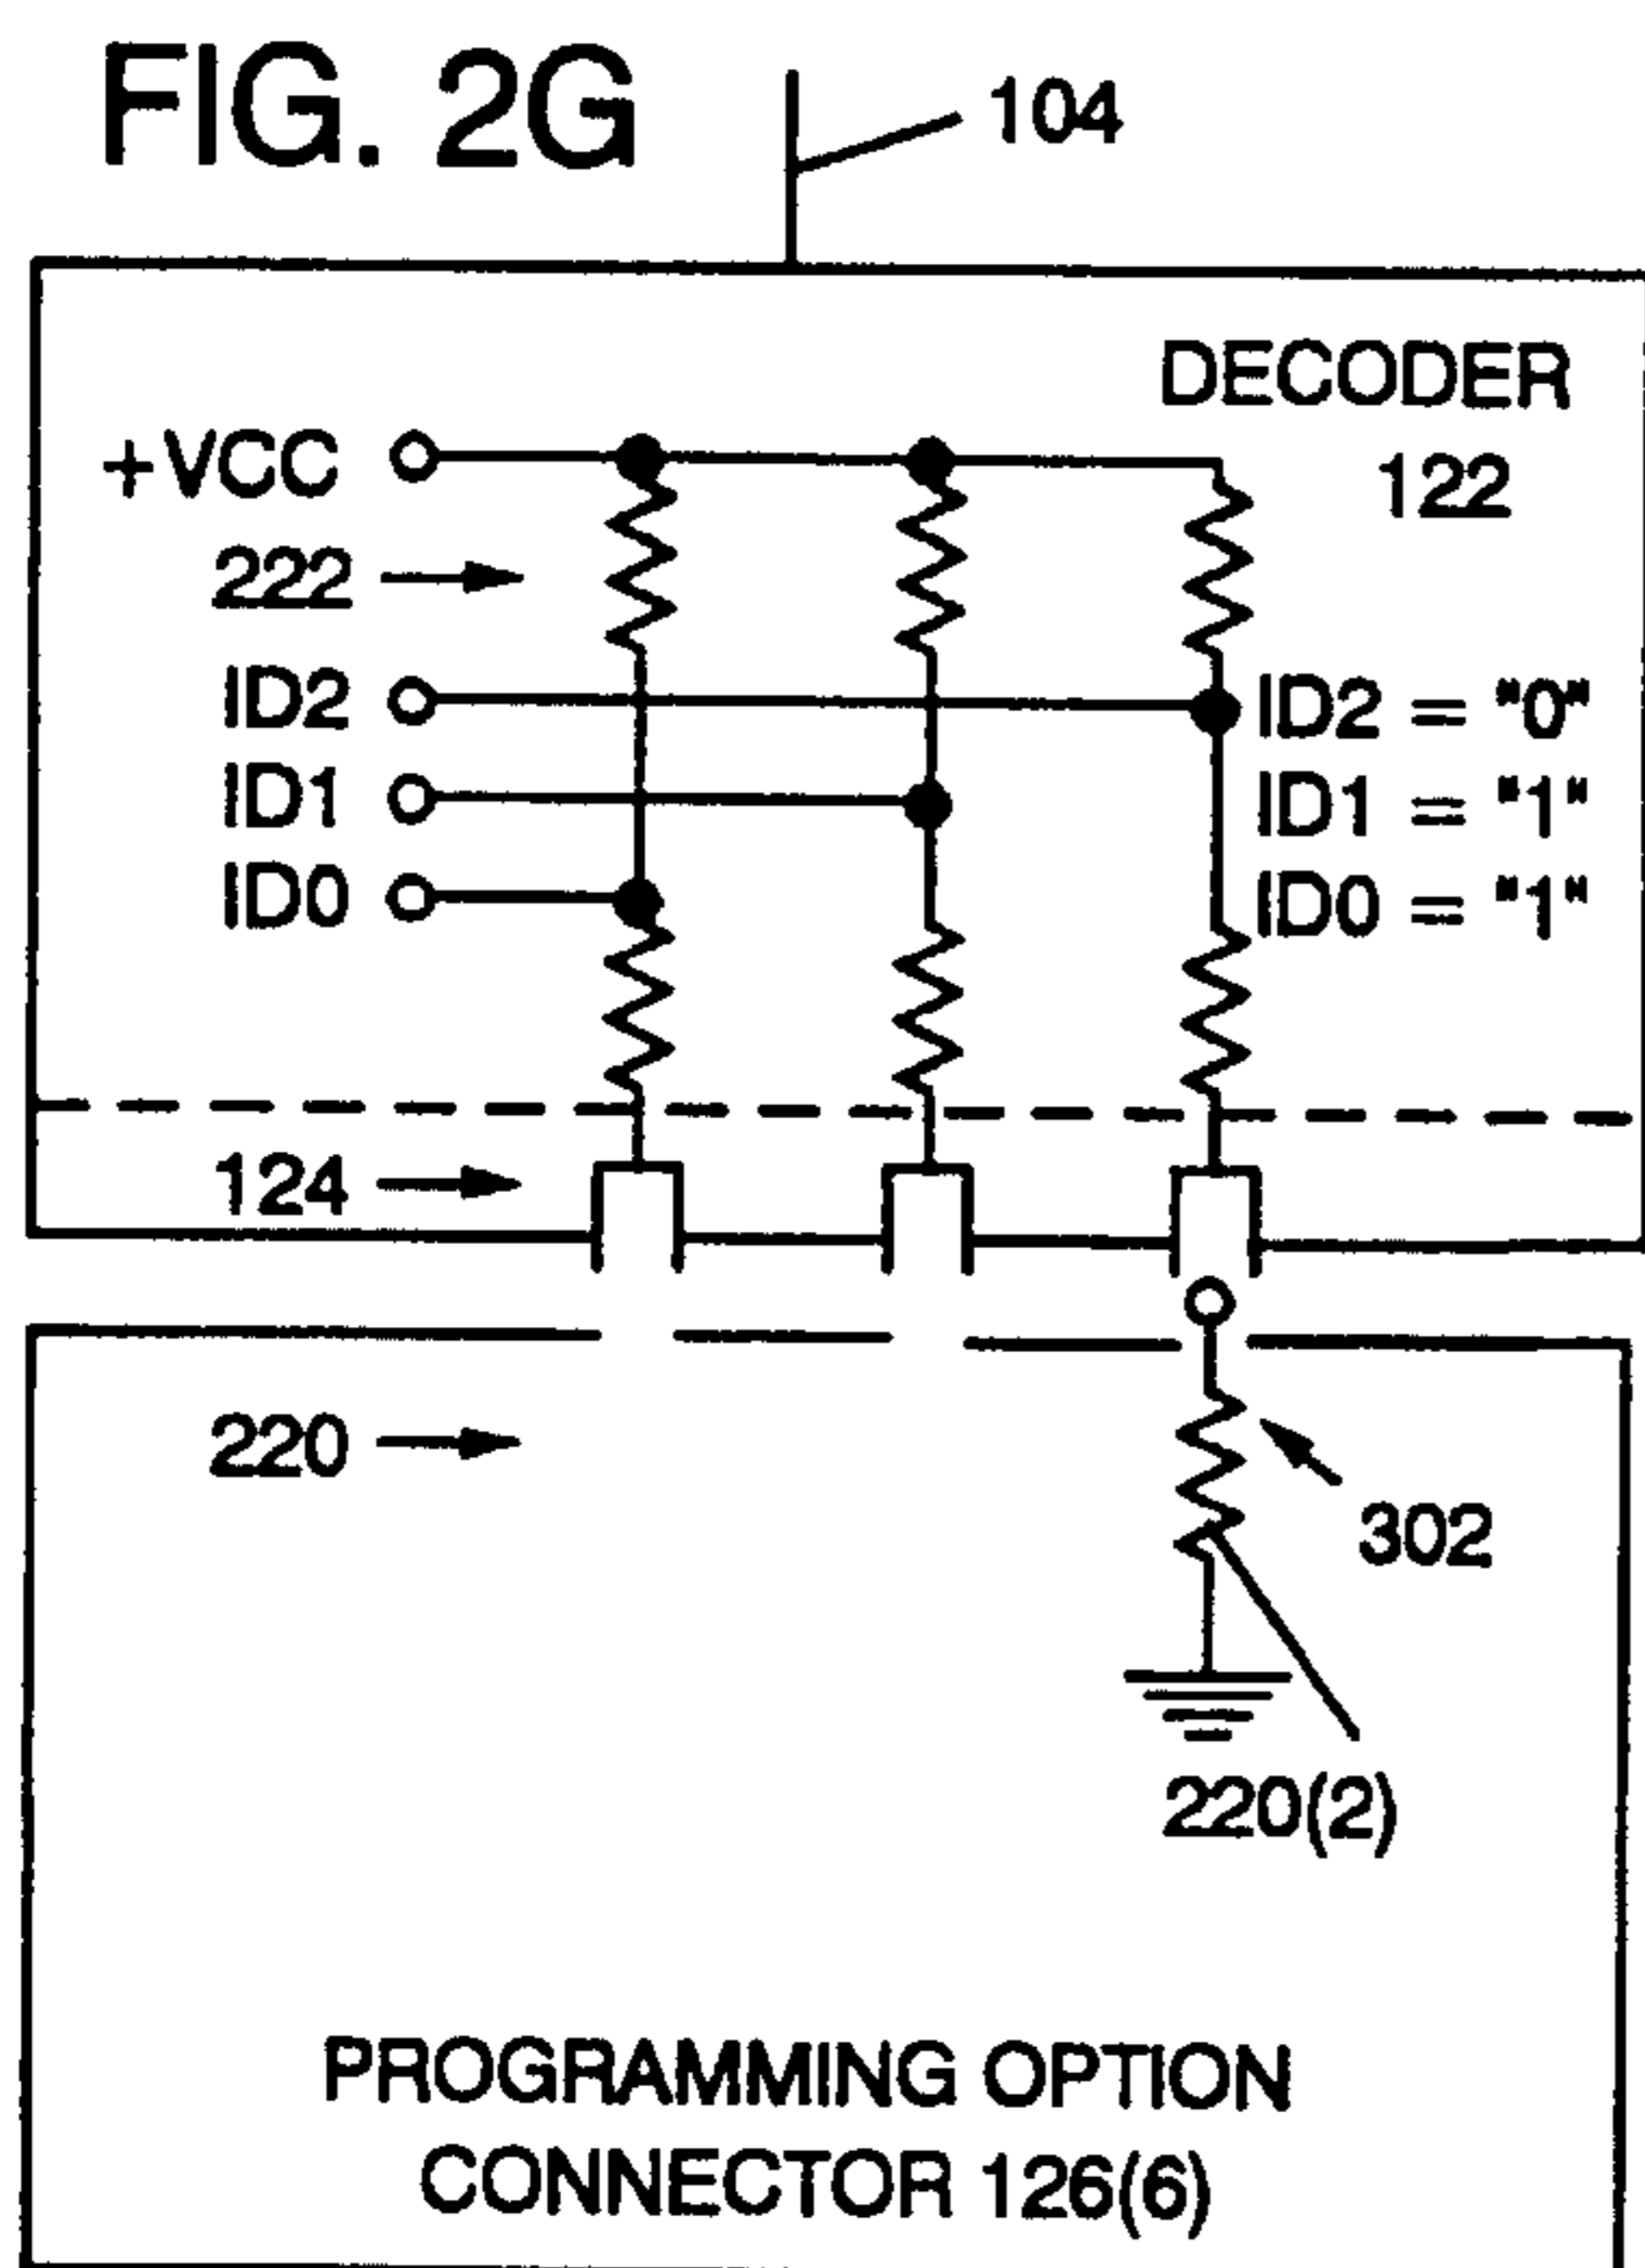 FIG. 2G
104
DECODER
122
+VCC
222
ID2
ID1
ID0
ID2 = "0"
ID1 = "1"
ID0 = "1"
124
220
302
220(2)
PROGRAMMING OPTION
CONNECTOR 126(6)